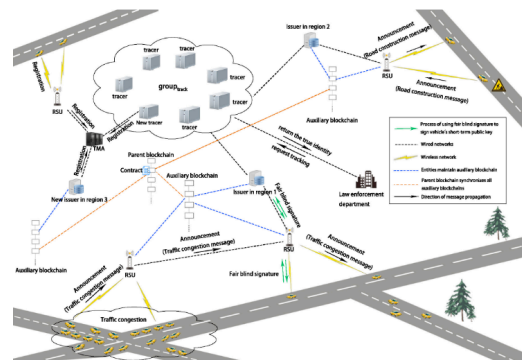 Issuer in region 2
Announcement
(Road construction message)
RSU
Announcement
(Road construction message)
tracer
tracer
tracer
tracer
group track
tracer
tracer
New tracer
tracer
Registration
Registration
RSU
Registration
Registration
TMA
Registration
Auxiliary blockchain
return the true identity
request tracking
Law enforcement
department
Process of using fair blind signature to
sign vehicle's short-term public key
Wired networks
Wireless network
Entities maintain auxiliary blockchain
Parent blockchain synchronises all
auxiliary blockchains
Direction of message propagation
Parent blockchain
Contract
Auxiliary blockchain
New issuer in region 3
Issuer in region 1
Fair blind signature
Auxiliary blockchain
Announcement
(Traffic congestion message)
RSU
RSU
Announcement
(Traffic congestion message)
Announcement
(Traffic congestion message)
Fair blind signature
Traffic congestion